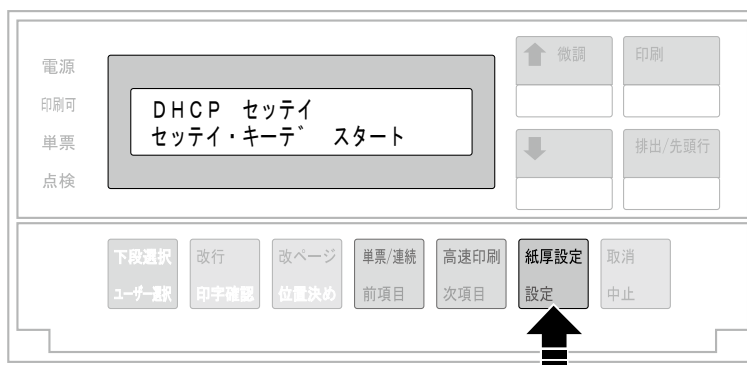 電源
印刷可
単票
点検
DHCP セッテイ
セッテイ・キーデ スタート
微調
印刷
排出/先頭行
下段選択
改行
改ページ
単票/連続
高速印刷
紙厚設定
取消
ユーザー選択
印字確認
位置決め
前項目
次項目
設定
中止